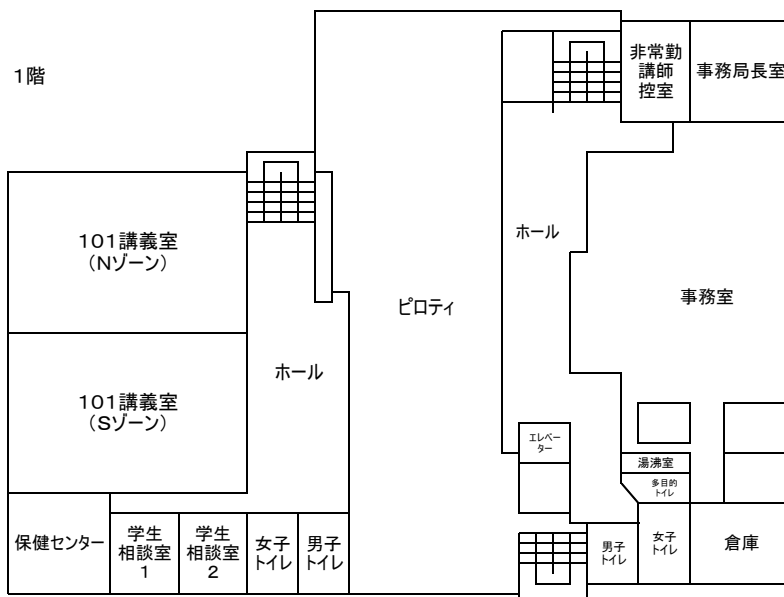 1階
非常勤
講師
控室
事務局長室
101講義室
(Nゾーン)
ホール
ピロティ
ホール
事務室
101講義室
(Sゾーン)
エレベー
ター
湯沸室
多目的
トイレ
保健センター
学生
相談室
1
学生
相談室
2
女子
トイレ
男子
トイレ
男子
トイレ
女子
トイレ
倉庫